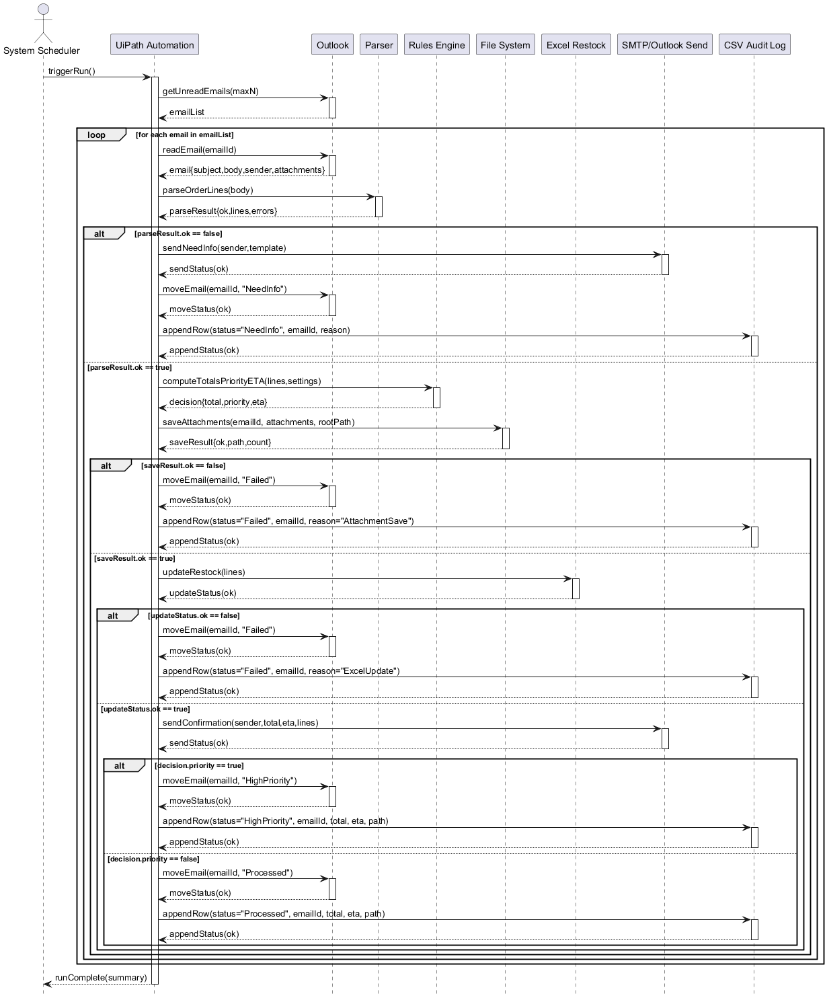 System Scheduler
UiPath Automation
Outlook
Parser
Rules Engine
File System
Excel Restock
SMTP/Outlook Send
CSV Audit Log
triggerRun()
getUnreadEmails(maxN)
emailList
loop [for each email in emailList]
readEmail(emailId)
email{subject,body,sender,attachments}
parseOrderLines(body)
parseResult{ok,lines,errors}
alt [parseResult.ok == false]
sendNeedInfo(sender,template)
sendStatus(ok)
moveEmail(emailId, "NeedInfo")
moveStatus(ok)
appendRow(status="NeedInfo", emailId, reason)
appendStatus(ok)
[parseResult.ok == true]
computeTotalsPriorityETA(lines,settings)
decision{total,priority,eta}
saveAttachments(emailId, attachments, rootPath)
saveResult{ok,path,count}
alt [saveResult.ok == false]
moveEmail(emailId, "Failed")
moveStatus(ok)
appendRow(status="Failed", emailId, reason="AttachmentSave")
appendStatus(ok)
[saveResult.ok == true]
updateRestock(lines)
updateStatus(ok)
alt [updateStatus.ok == false]
moveEmail(emailId, "Failed")
moveStatus(ok)
appendRow(status="Failed", emailId, reason="ExcelUpdate")
appendStatus(ok)
[updateStatus.ok == true]
sendConfirmation(sender,total,eta,lines)
sendStatus(ok)
alt [decision.priority == true]
moveEmail(emailId, "HighPriority")
moveStatus(ok)
appendRow(status="HighPriority", emailId, total, eta, path)
appendStatus(ok)
[decision.priority == false]
moveEmail(emailId, "Processed")
moveStatus(ok)
appendRow(status="Processed", emailId, total, eta, path)
appendStatus(ok)
runComplete(summary)